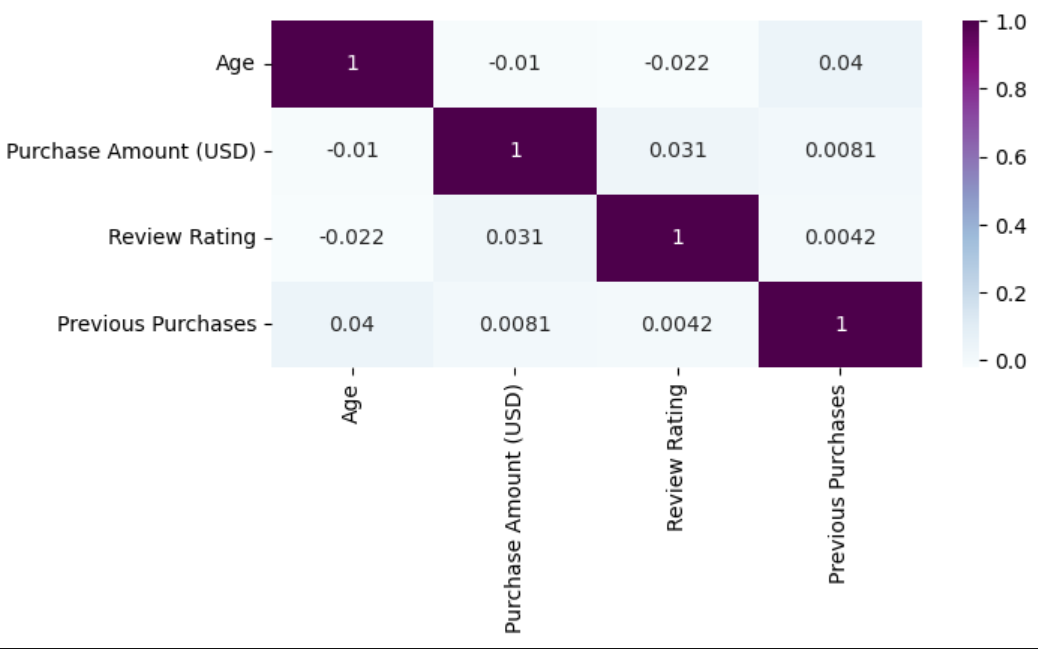 Age 1 -0.01 -0.022 0.04
Purchase Amount (USD) -0.01 1 0.031 0.0081
Review Rating -0.022 0.031 1 0.0042
Previous Purchases 0.04 0.0081 0.0042 1
Age
Purchase Amount (USD)
Review Rating
Previous Purchases
1.0
0.8
0.6
0.4
0.2
0.0